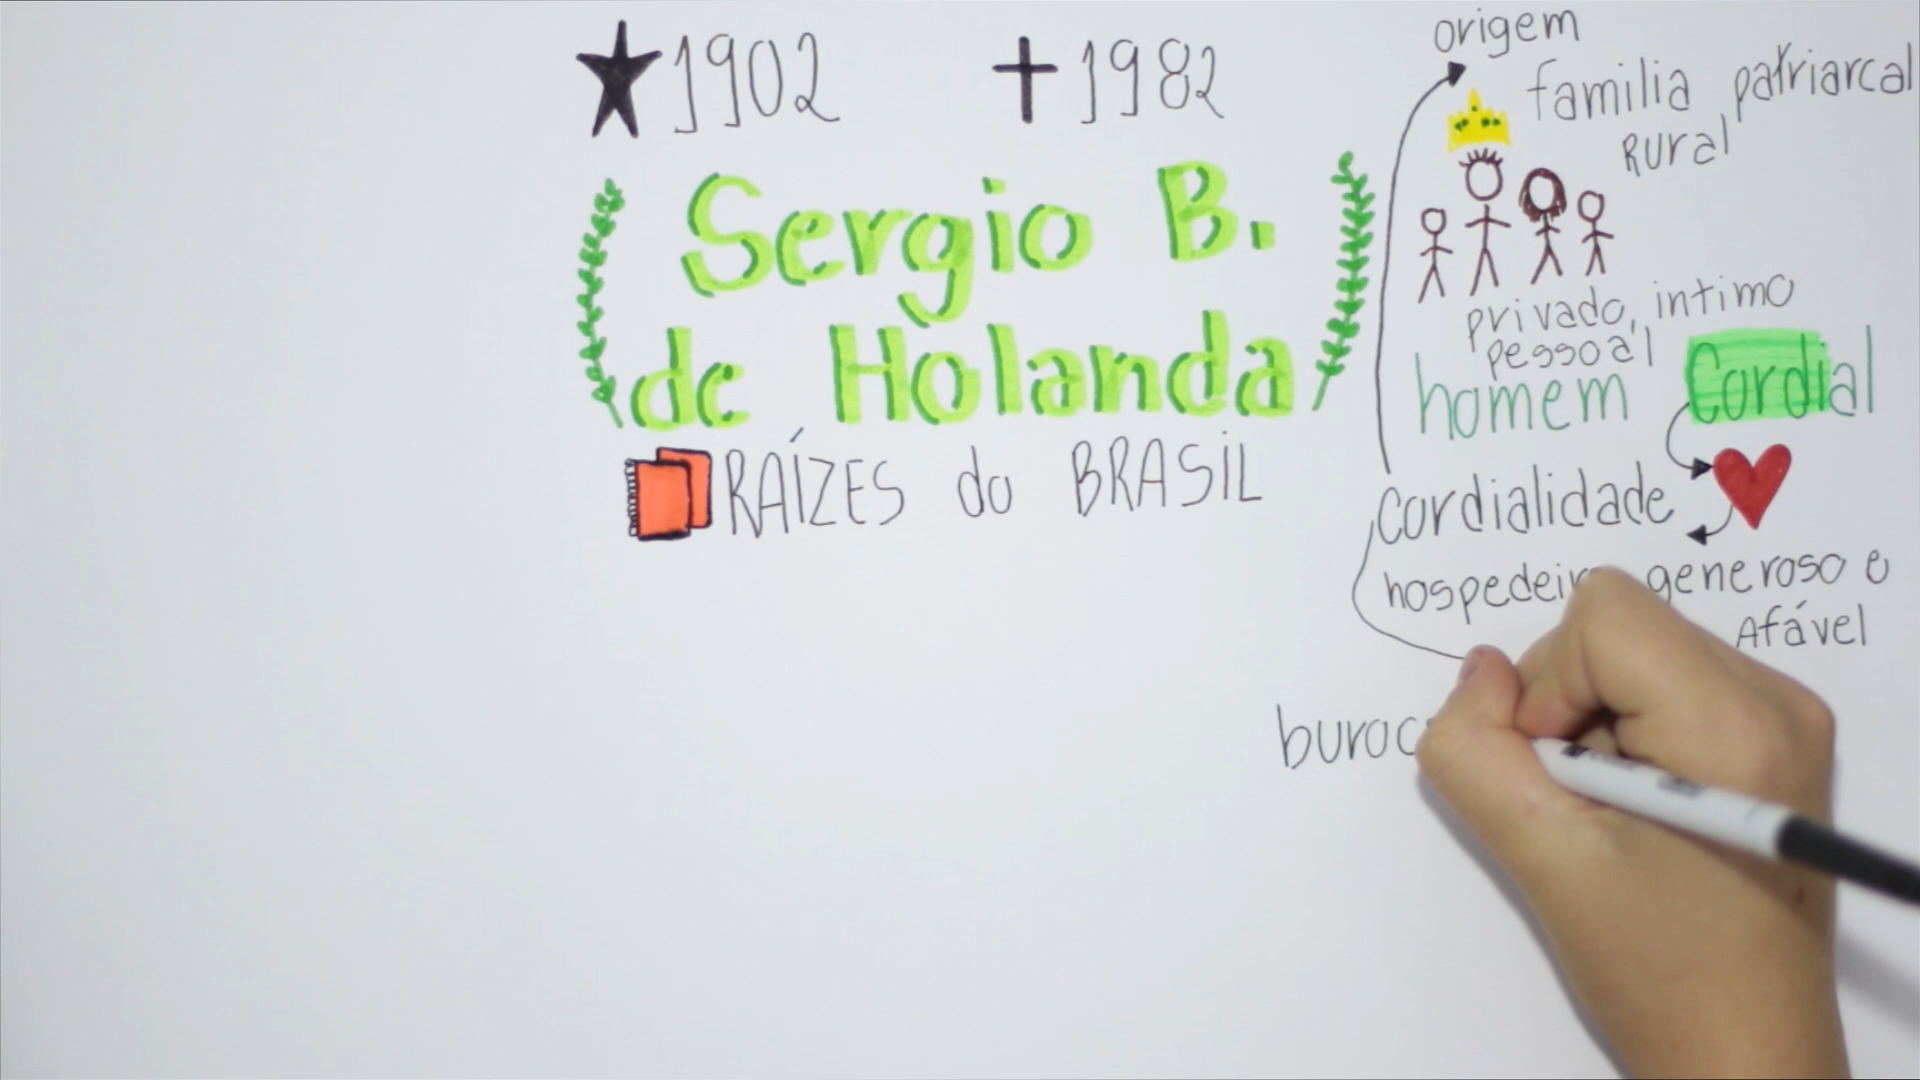 1902 1982
Sergio B.
de Holanda
RAÍZES do BRASIL
origem
familia patriarcal
Rural
privado, intimo
pessoal
homem Cordial
Cordialidade
generoso e
Afável